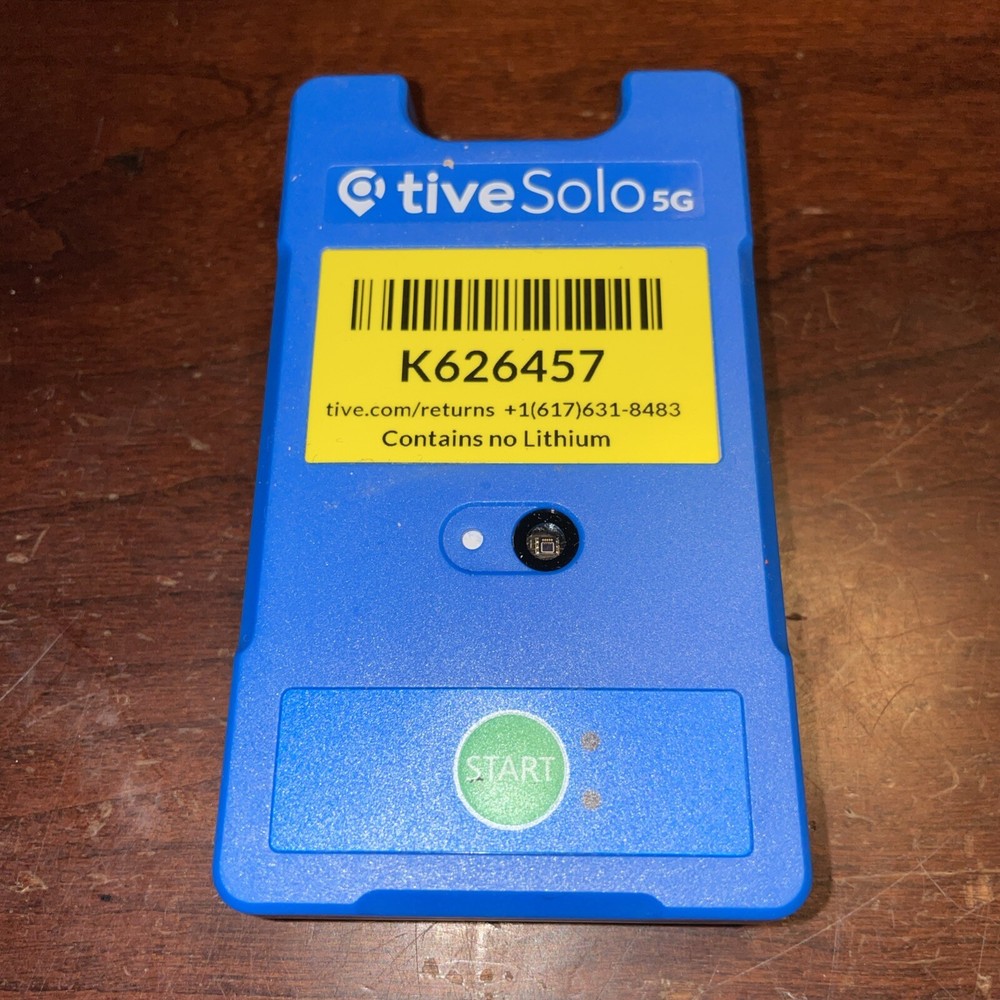 tive Solo 5G
K626457
tive.com/returns +1(617)631-8483
Contains no Lithium
START